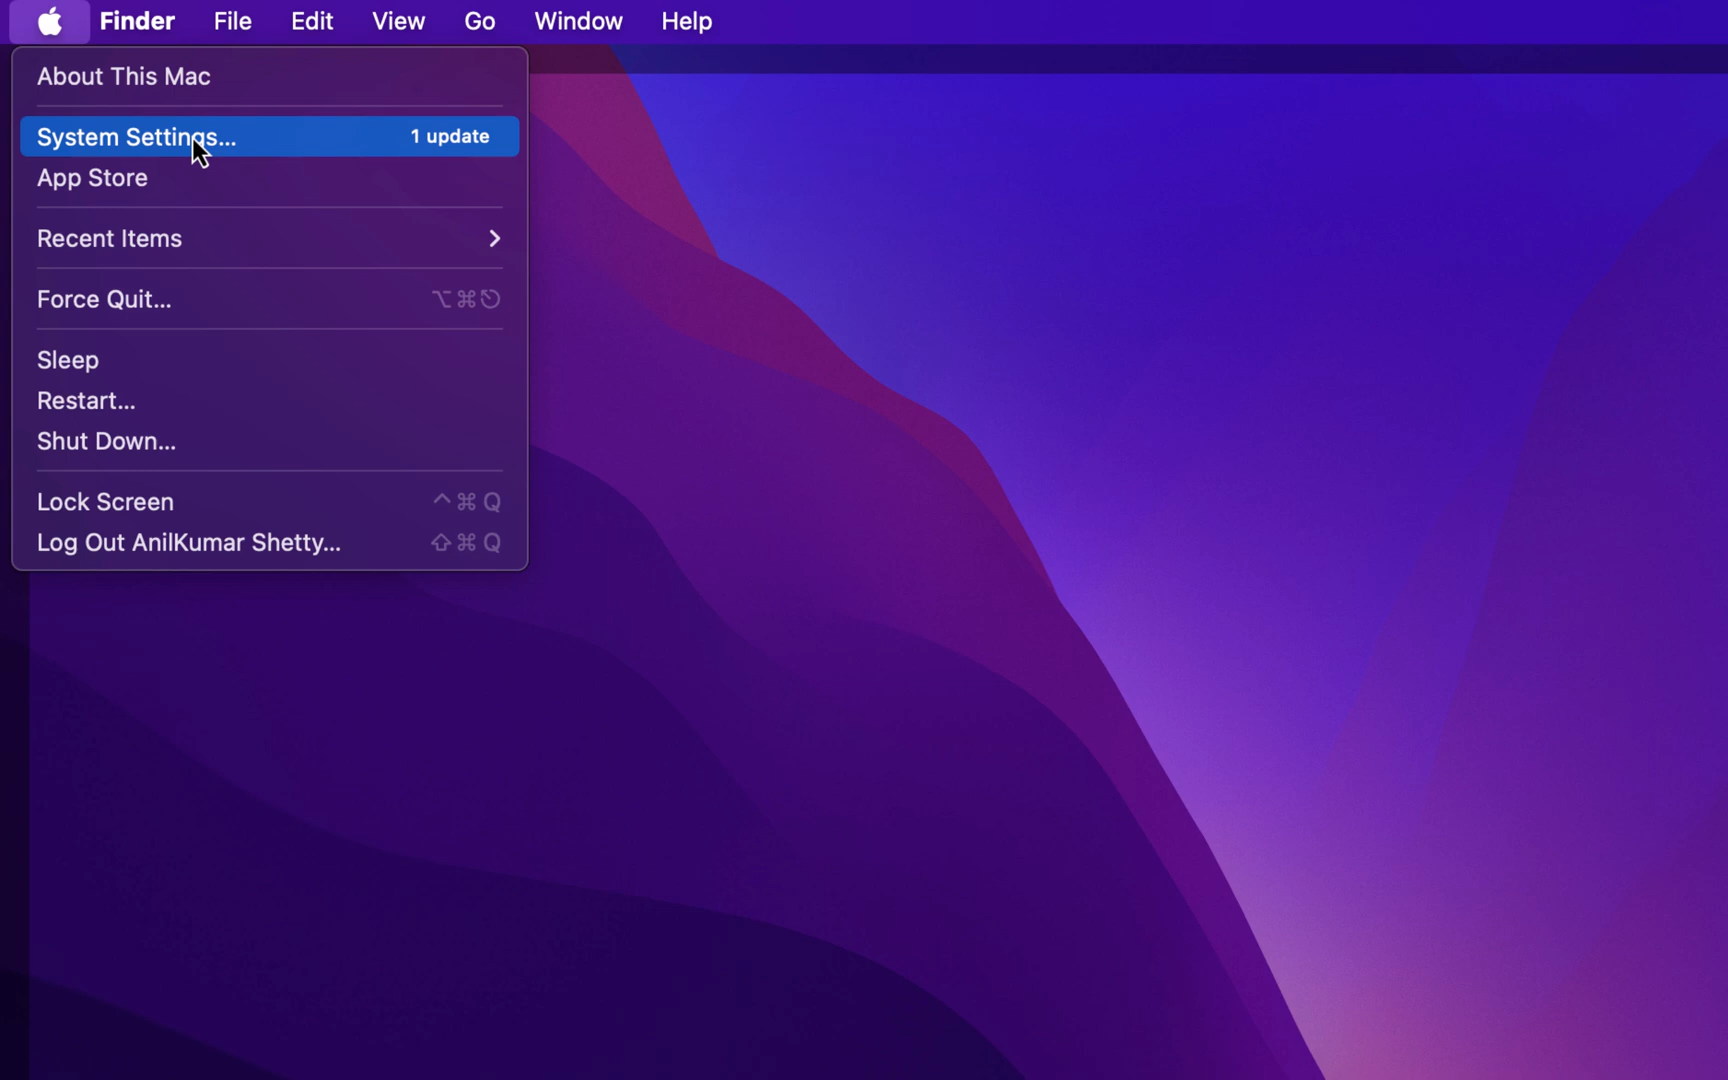 Finder File Edit View Go Window Help
About This Mac
System Settings... 1 update
App Store
Recent Items
Force Quit... ⌥⌘⎋
Sleep
Restart...
Shut Down...
Lock Screen ^⌘Q
Log Out AnilKumar Shetty... ⇧⌘Q